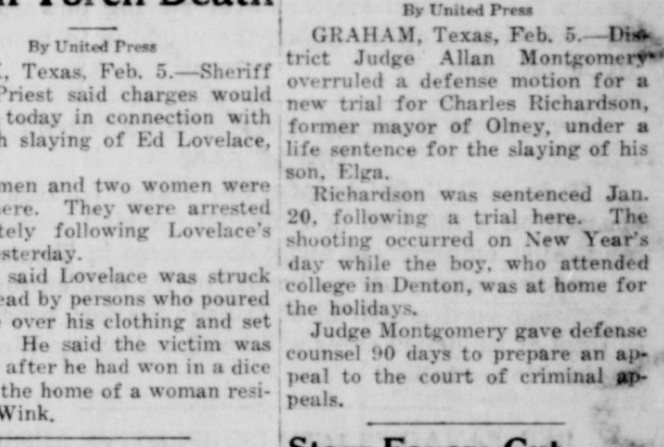 Death
By United Press
, Texas, Feb. 5.—Sheriff
Priest said charges would
today in connection with
h slaying of Ed Lovelace,
men and two women were
ere. They were arrested
tely following Lovelace's
sterday.
said Lovelace was struck
ead by persons who poured
over his clothing and set
He said the victim was
after he had won in a dice
the home of a woman resi-
Wink.
By United Press
GRAHAM, Texas, Feb. 5.—Dis-
trict Judge Allan Montgomery
overruled a defense motion for a
new trial for Charles Richardson,
former mayor of Olney, under a
life sentence for the slaying of his
son, Elga.
Richardson was sentenced Jan.
20, following a trial here. The
shooting occurred on New Year's
day while the boy, who attended
college in Denton, was at home for
the holidays.
Judge Montgomery gave defense
counsel 90 days to prepare an ap-
peal to the court of criminal ap-
peals.